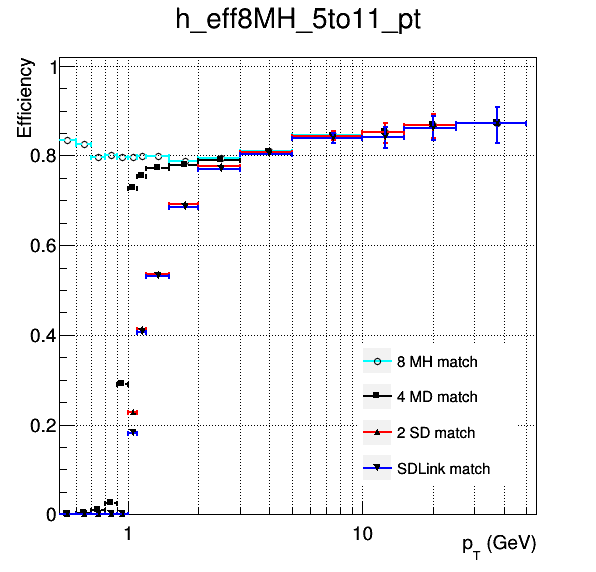 h_eff8MH_5to11_pt
Efficiency
1
0.8
0.6
0.4
0.2
0
8 MH match
4 MD match
2 SD match
SDLink match
1
10
p_T (GeV)